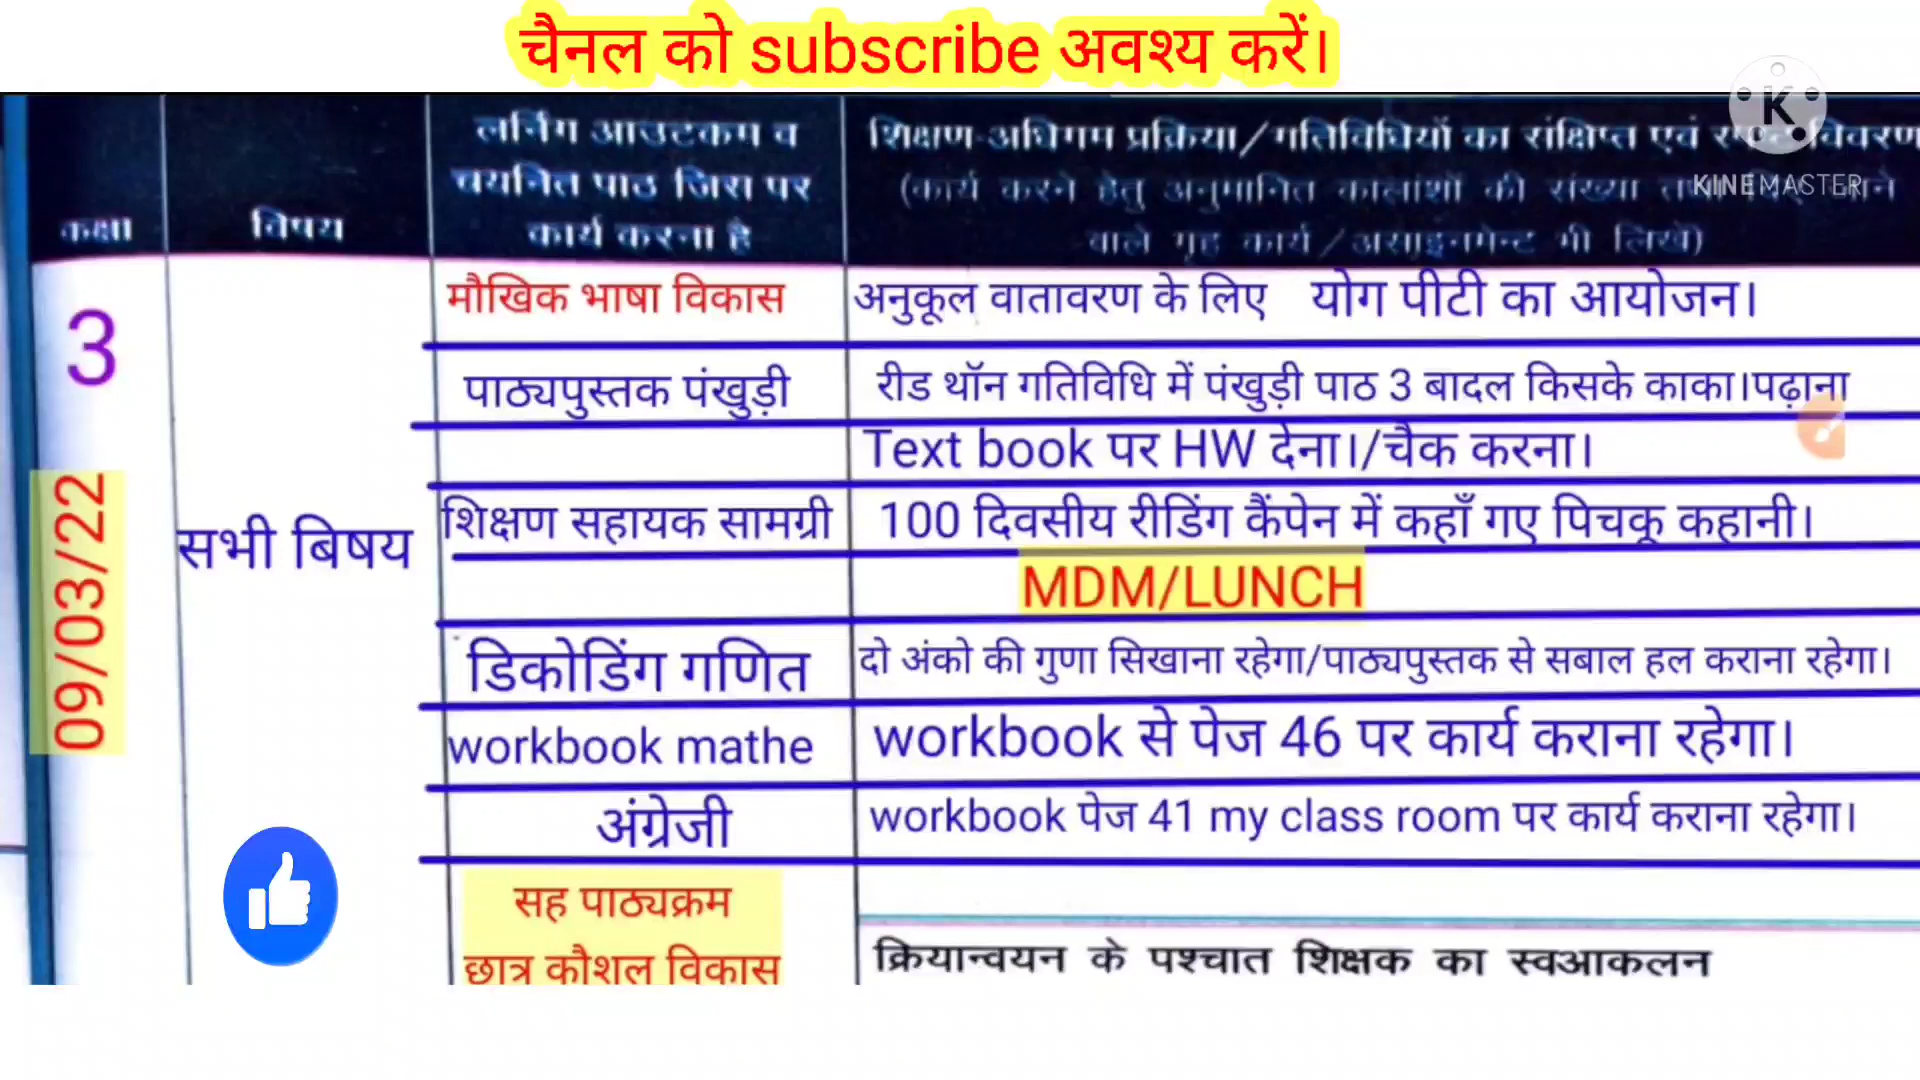 चैनल को subscribe अवश्य करें।
कक्षा
विषय
लर्निंग आउटकम व
चयनित पाठ जिस पर
कार्य करना है
शिक्षण-अधिगम प्रक्रिया/गतिविधियों का संक्षिप्त एवं विवरण
(कार्य करने हेतु अनुमानित कालांशों की संख्या
वाले गृह कार्य/असाइनमेन्ट भी लिखें)
K
KINEMASTER
3
09/03/22
सभी बिषय
मौखिक भाषा विकास
अनुकूल वातावरण के लिए योग पीटी का आयोजन।
पाठ्यपुस्तक पंखुड़ी
रीड थॉन गतिविधि में पंखुड़ी पाठ 3 बादल किसके काका।पढ़ाना
Text book पर HW देना।/चैक करना।
शिक्षण सहायक सामग्री
100 दिवसीय रीडिंग कैंपेन में कहाँ गए पिचकू कहानी।
MDM/LUNCH
डिकोडिंग गणित
दो अंको की गुणा सिखाना रहेगा/पाठ्यपुस्तक से सबाल हल कराना रहेगा।
workbook mathe
workbook से पेज 46 पर कार्य कराना रहेगा।
अंग्रेजी
workbook पेज 41 my class room पर कार्य कराना रहेगा।
सह पाठ्यक्रम
छात्र कौशल विकास
क्रियान्वयन के पश्चात शिक्षक का स्वआकलन